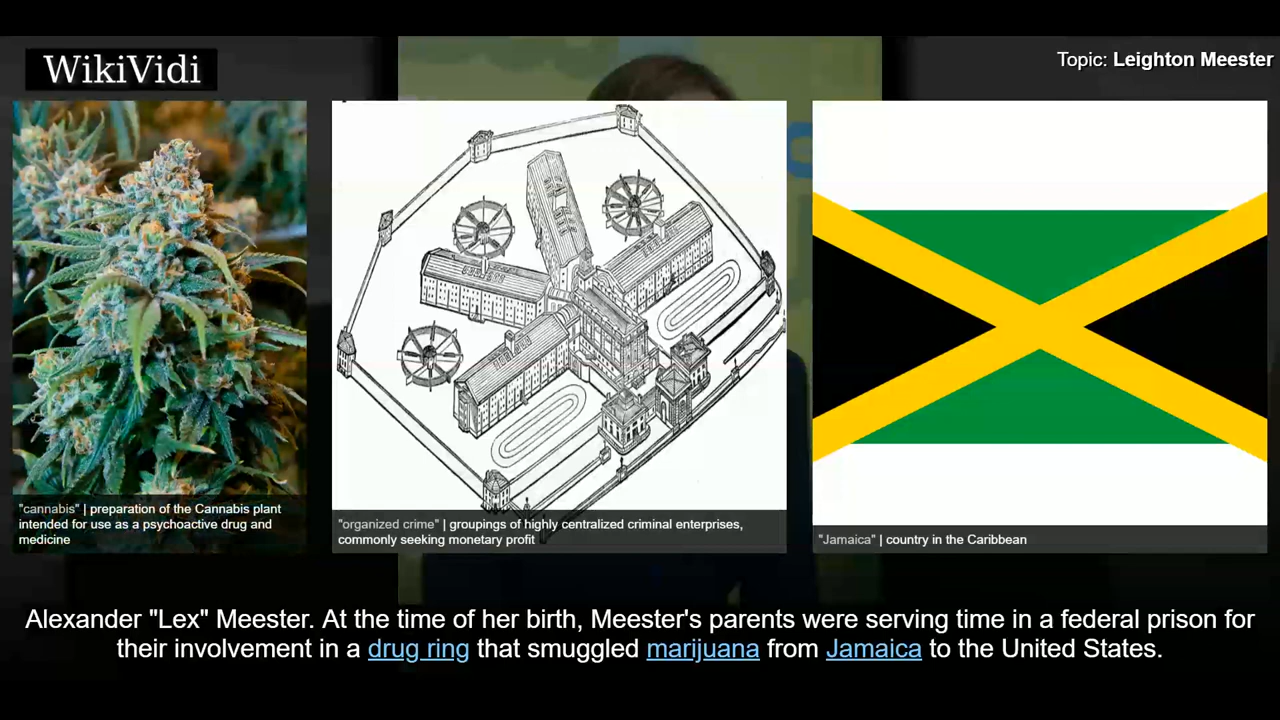 WikiVidi
Topic: Leighton Meester
"cannabis" | preparation of the Cannabis plant
intended for use as a psychoactive drug and
medicine
"organized crime" | groupings of highly centralized criminal enterprises,
commonly seeking monetary profit
"Jamaica" | country in the Caribbean
Alexander "Lex" Meester. At the time of her birth, Meester's parents were serving time in a federal prison for
their involvement in a drug ring that smuggled marijuana from Jamaica to the United States.